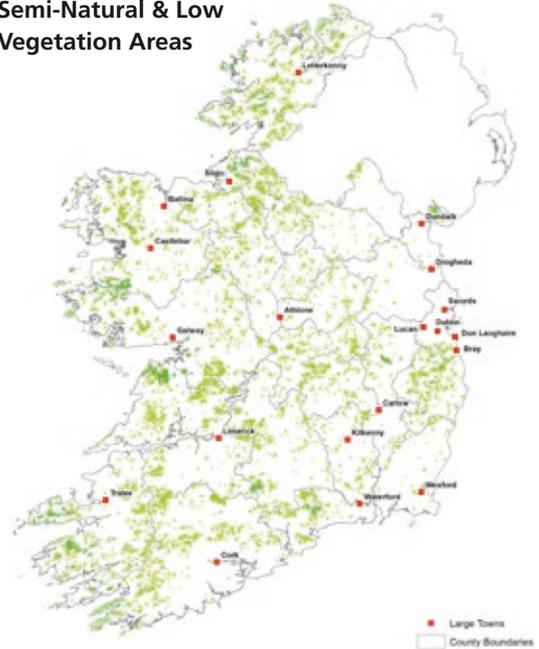 Semi-Natural & Low
Vegetation Areas
Letterkenny
Sligo
Ballina
Dundalk
Castlebar
Drogheda
Swords
Athlone
Lucan
Dublin
Dun Laoghaire
Galway
Bray
Carlow
Limerick
Kilkenny
Tralee
Wexford
Waterford
Cork
Large Towns
County Boundaries